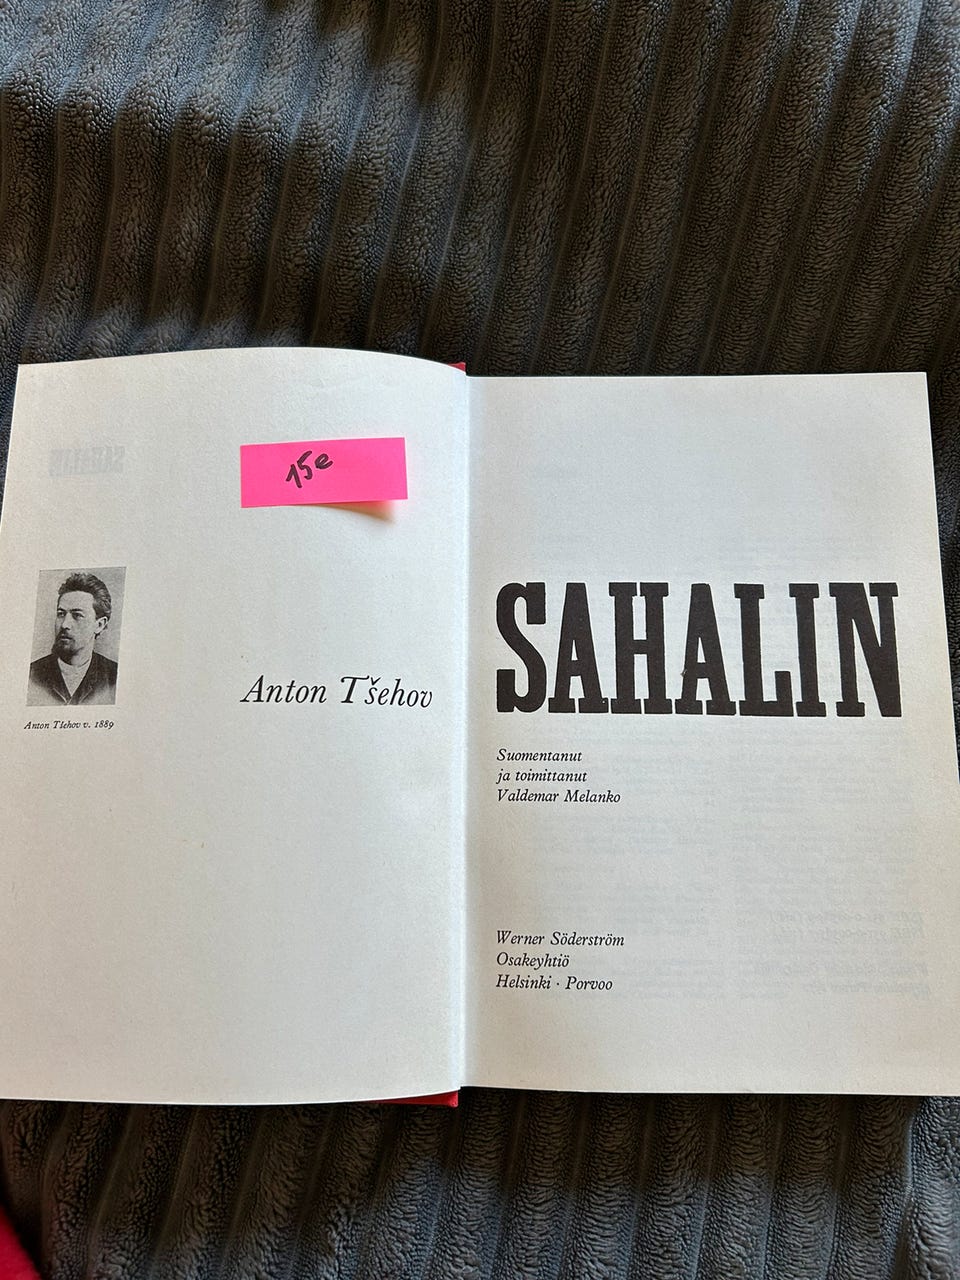 15e
Anton Tšehov v. 1889
Anton Tšehov
SAHALIN
Suomentanut
ja toimittanut
Valdemar Melanko
Werner Söderström
Osakeyhtiö
Helsinki · Porvoo